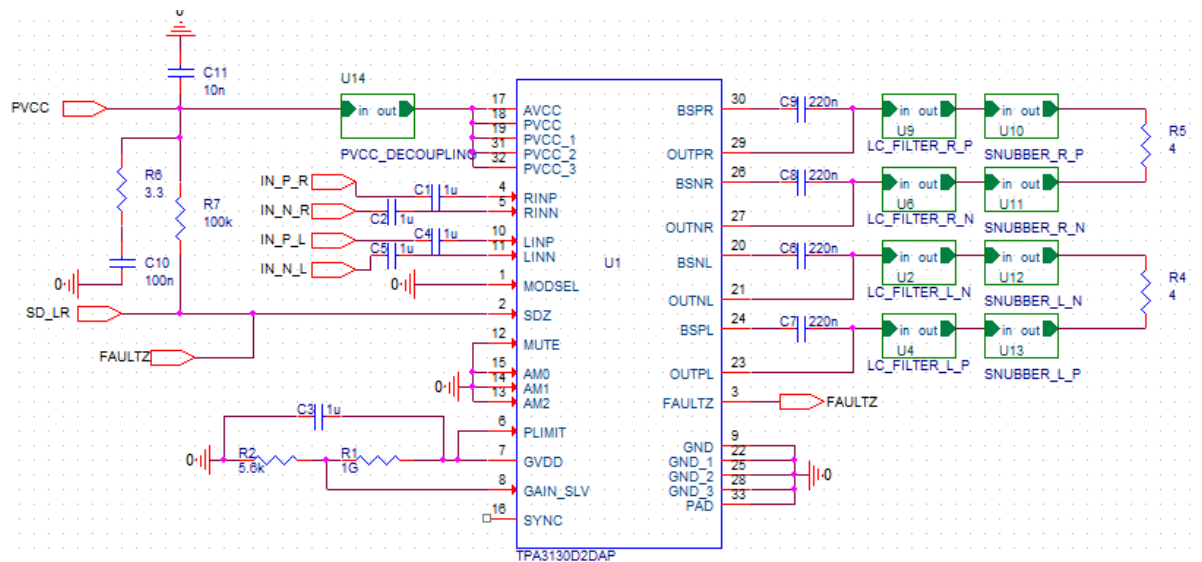 0
C11
10n
U14
PVCC
in out
PVCC_DECOUPLING
R6
3.3
R7
100k
C10
100n
0
SD_LR
FAULTZ
IN_P_R
C1 1u
IN_N_R
C2 1u
IN_P_L
C4 1u
IN_N_L
C5 1u
0
0
C3 1u
0
R2
5.6k
R1
1G
17 AVCC
18 PVCC
19 PVCC_1
31 PVCC_2
32 PVCC_3
4 RINP
5 RINN
10 LINP
11 LINN
1 MODSEL
2 SDZ
12 MUTE
15 AM0
14 AM1
13 AM2
6 PLIMIT
7 GVDD
8 GAIN_SLV
16 SYNC
U1
TPA3130D2DAP
BSPR 30
OUTPR 29
BSNR 26
OUTNR 27
BSNL 20
OUTNL 21
BSPL 24
OUTPL 23
FAULTZ 3
GND 9
GND_1 22
GND_2 25
GND_3 28
PAD 33
C9 220n
in out
U9
LC_FILTER_R_P
in out
U10
SNUBBER_R_P
R5
4
C8 220n
in out
U6
LC_FILTER_R_N
in out
U11
SNUBBER_R_N
C6 220n
in out
U2
LC_FILTER_L_N
in out
U12
SNUBBER_L_N
R4
4
C7 220n
in out
U4
LC_FILTER_L_P
in out
U13
SNUBBER_L_P
FAULTZ
0